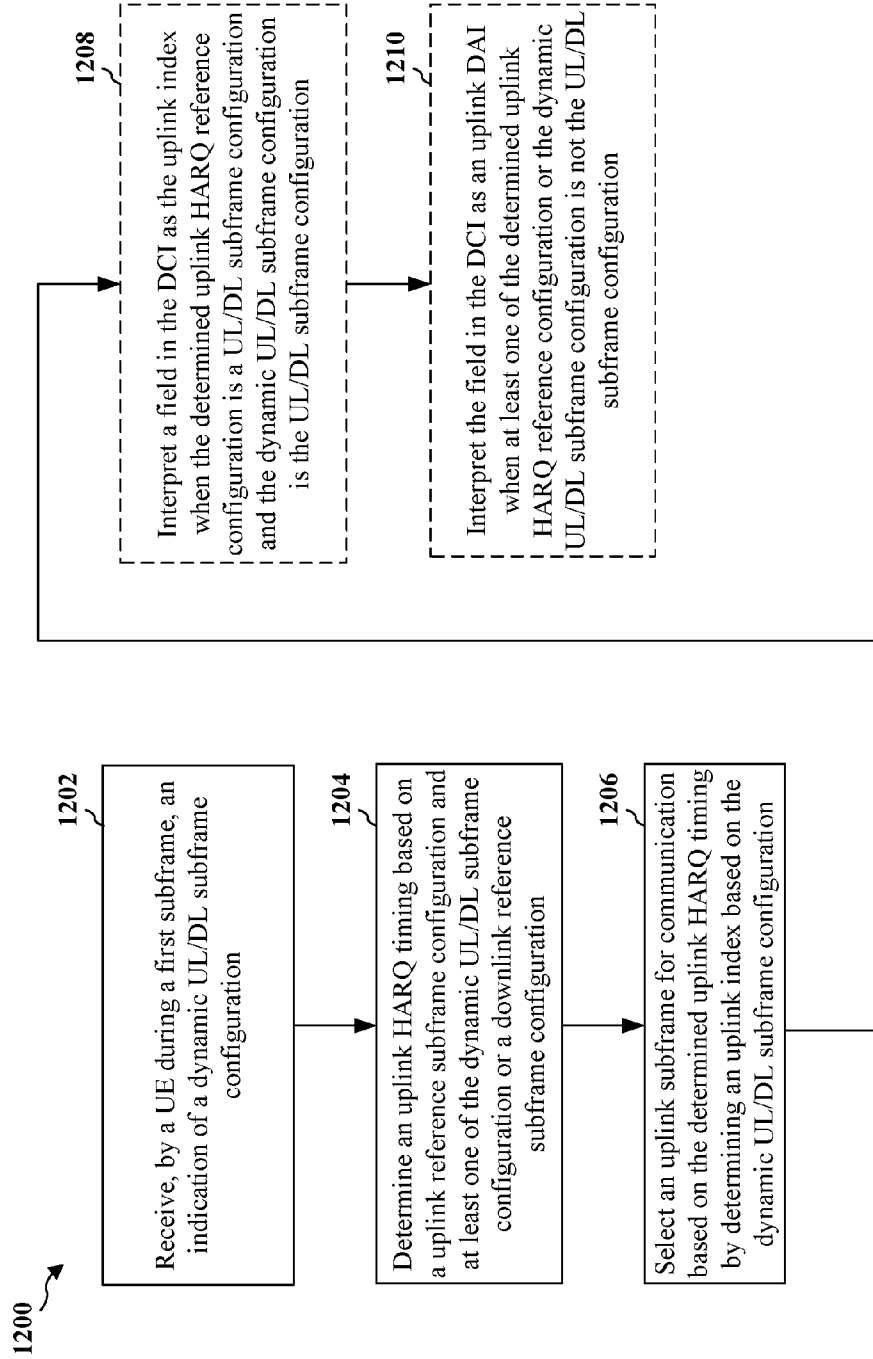 1200
1202
Receive, by a UE during a first subframe, an
indication of a dynamic UL/DL subframe
configuration
1204
Determine an uplink HARQ timing based on
a uplink reference subframe configuration and
at least one of the dynamic UL/DL subframe
configuration or a downlink reference
subframe configuration
1206
Select an uplink subframe for communication
based on the determined uplink HARQ timing
by determining an uplink index based on the
dynamic UL/DL subframe configuration
1208
Interpret a field in the DCI as the uplink index
when the determined uplink HARQ reference
configuration is a UL/DL subframe configuration
and the dynamic UL/DL subframe configuration
is the UL/DL subframe configuration
1210
Interpret the field in the DCI as an uplink DAI
when at least one of the determined uplink
HARQ reference configuration or the dynamic
UL/DL subframe configuration is not the UL/DL
subframe configuration